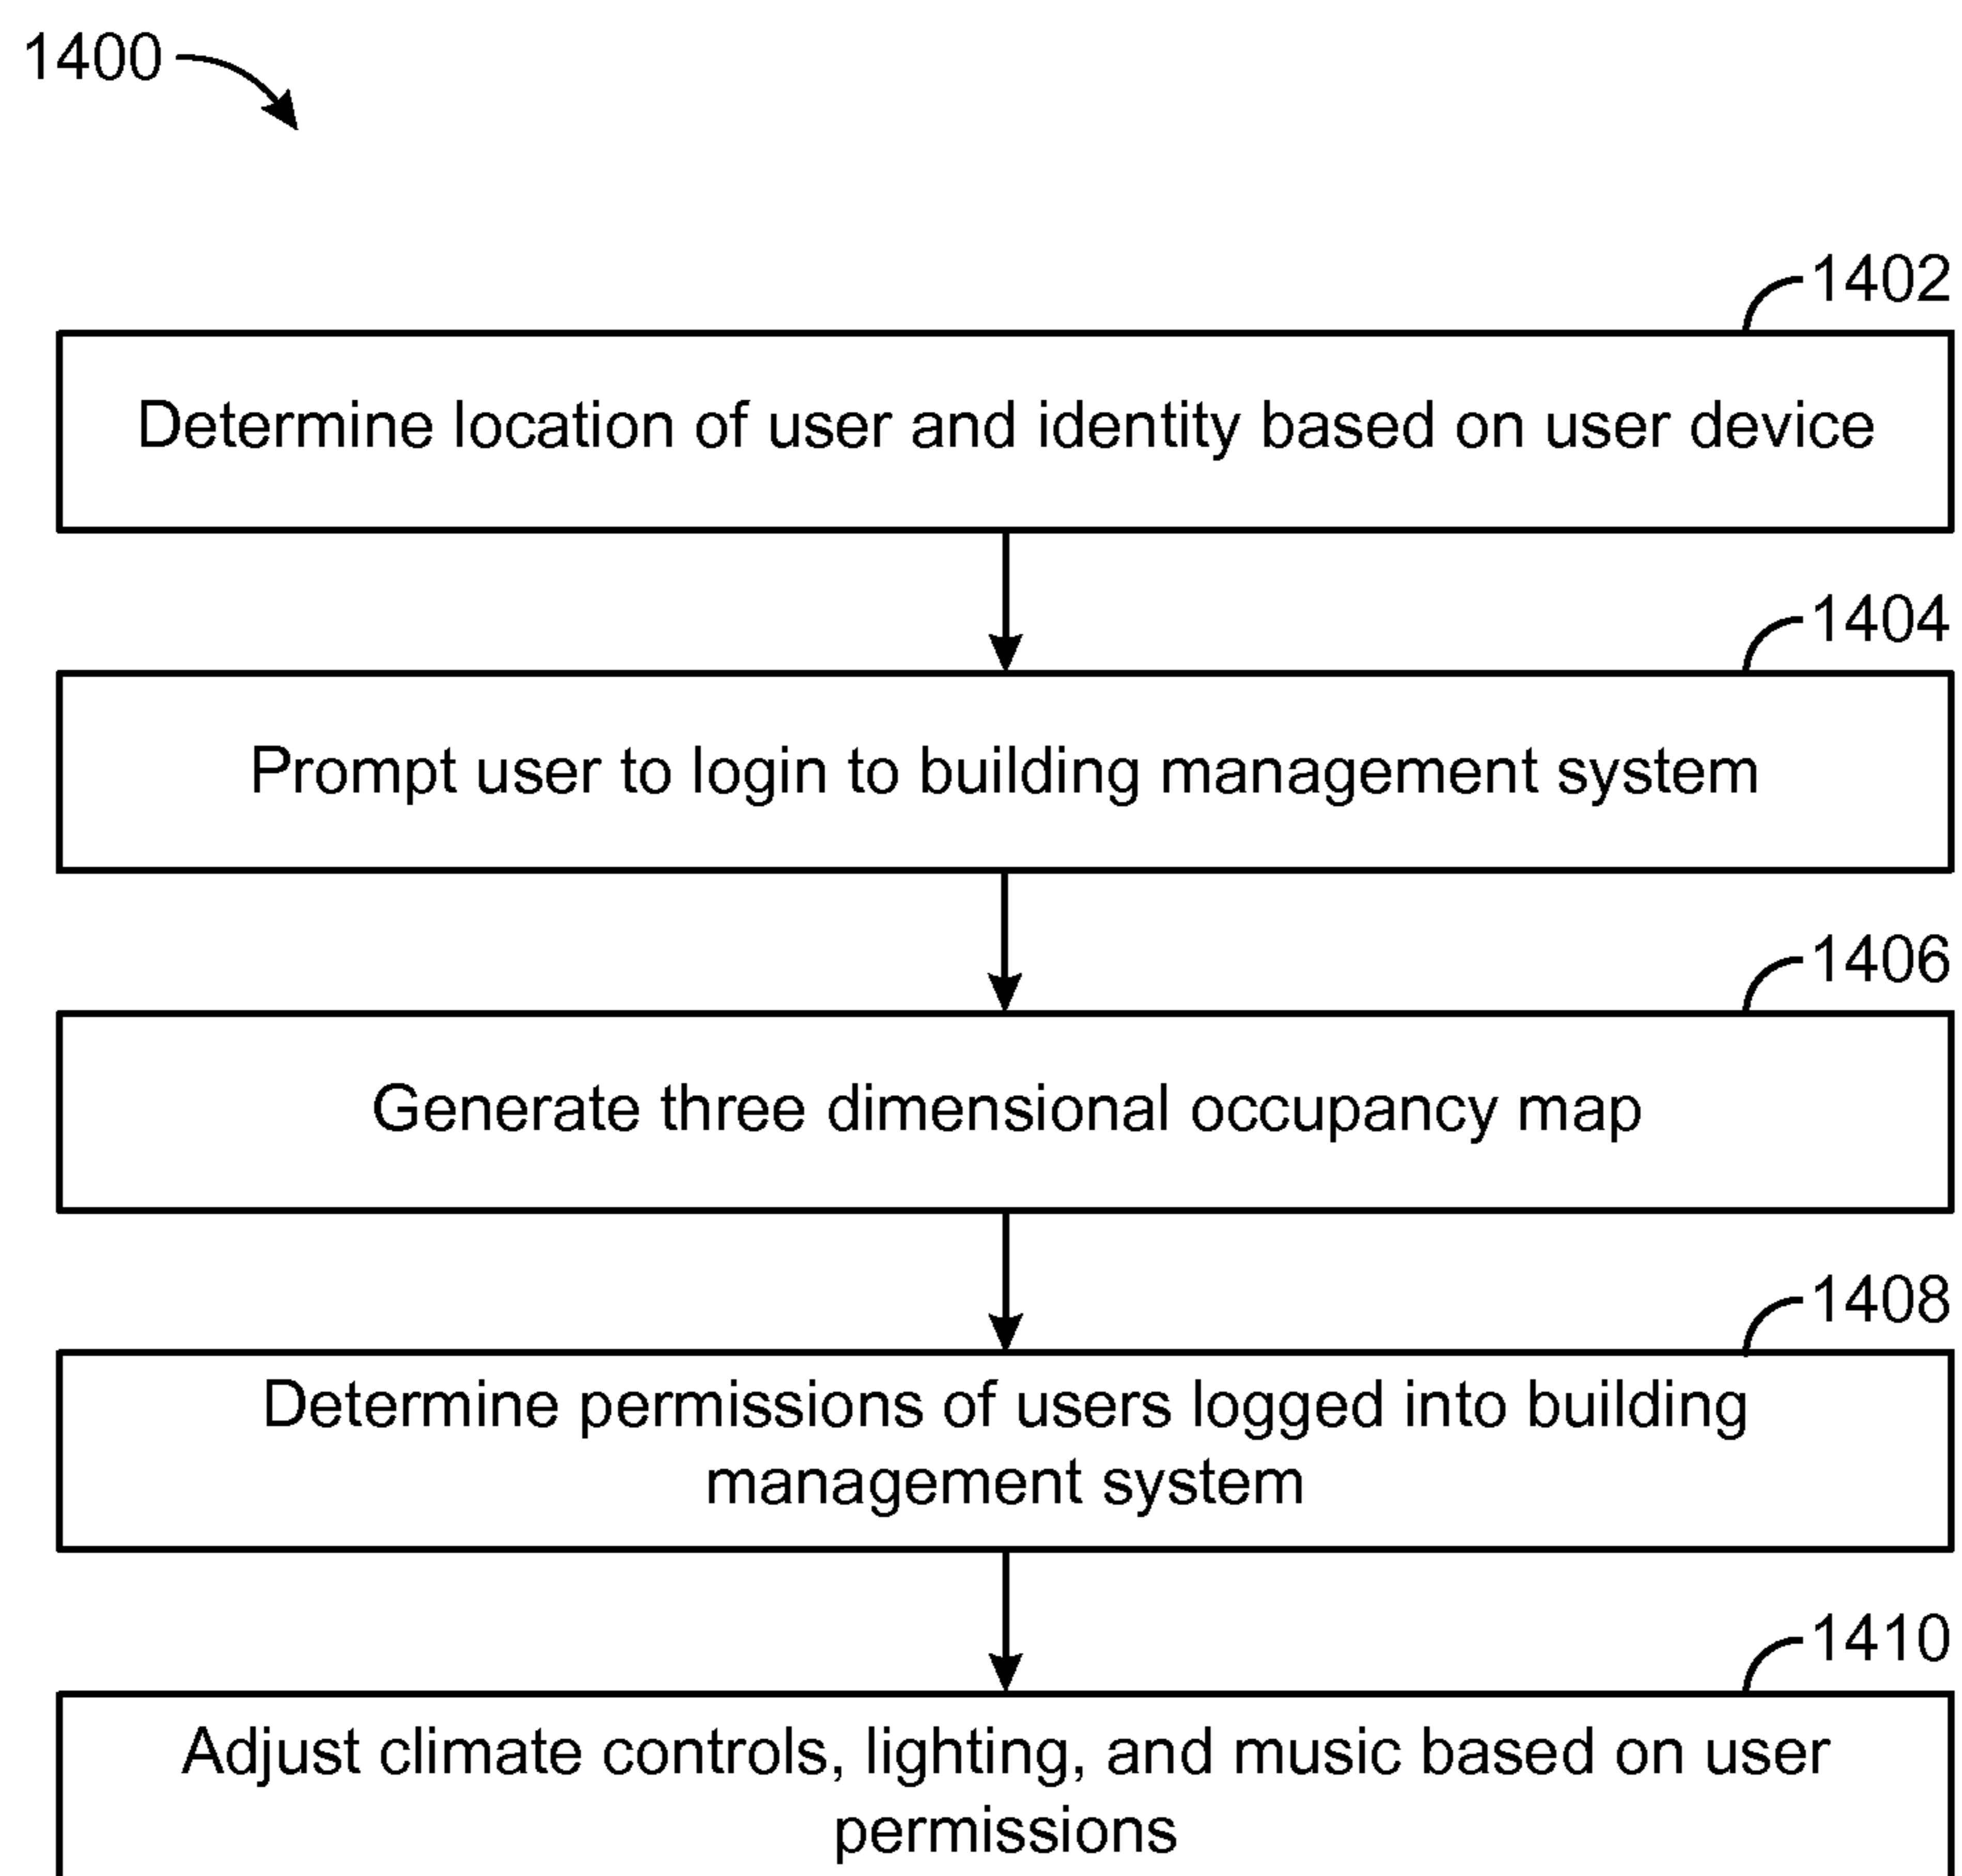 1400
1402
Determine location of user and identity based on user device
1404
Prompt user to login to building management system
1406
Generate three dimensional occupancy map
1408
Determine permissions of users logged into building
management system
1410
Adjust climate controls, lighting, and music based on user
permissions